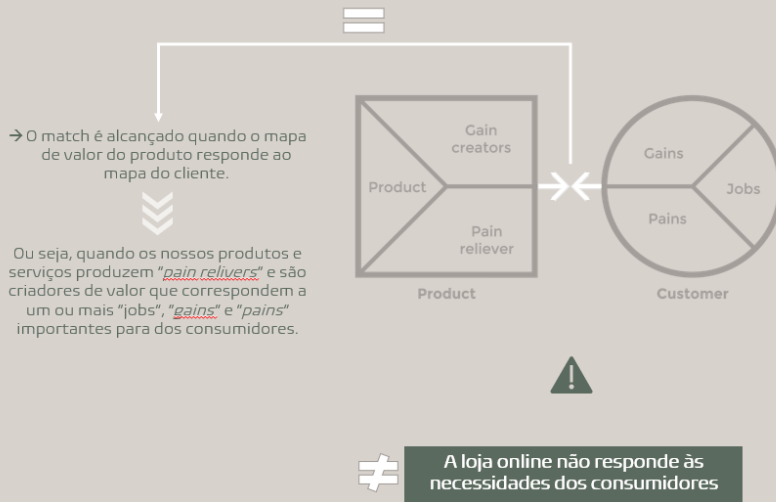 → O match é alcançado quando o mapa
de valor do produto responde ao
mapa do cliente.
Ou seja, quando os nossos produtos e
serviços produzem "pain relivers" e são
criadores de valor que correspondem a
um ou mais "jobs", "gains" e "pains"
importantes para dos consumidores.
Gain
creators
Product
Pain
reliever
Product
Gains
Jobs
Pains
Customer
!
A loja online não responde às
necessidades dos consumidores